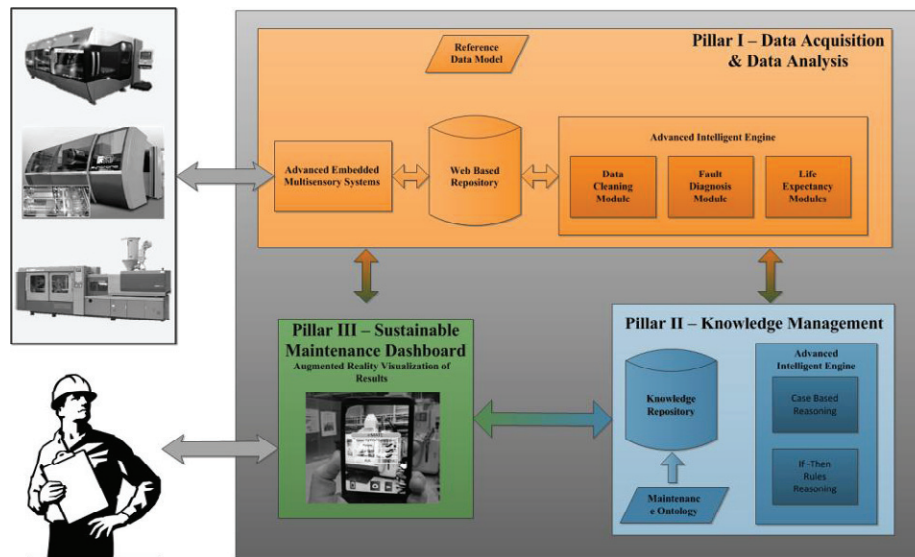 Reference
Data Model
Pillar I – Data Acquisition
& Data Analysis
Advanced Embedded
Multisensory Systems
Web Based
Repository
Advanced Intelligent Engine
Data
Cleaning
Module
Fault
Diagnosis
Module
Life
Expectancy
Modules
Pillar III – Sustainable
Maintenance Dashboard
Augmented Reality Visualization of
Results
Pillar II – Knowledge Management
Knowledge
Repository
Maintenanc
e Ontology
Advanced
Intelligent Engine
Case Based
Reasoning
If -Then
Rules
Reasoning